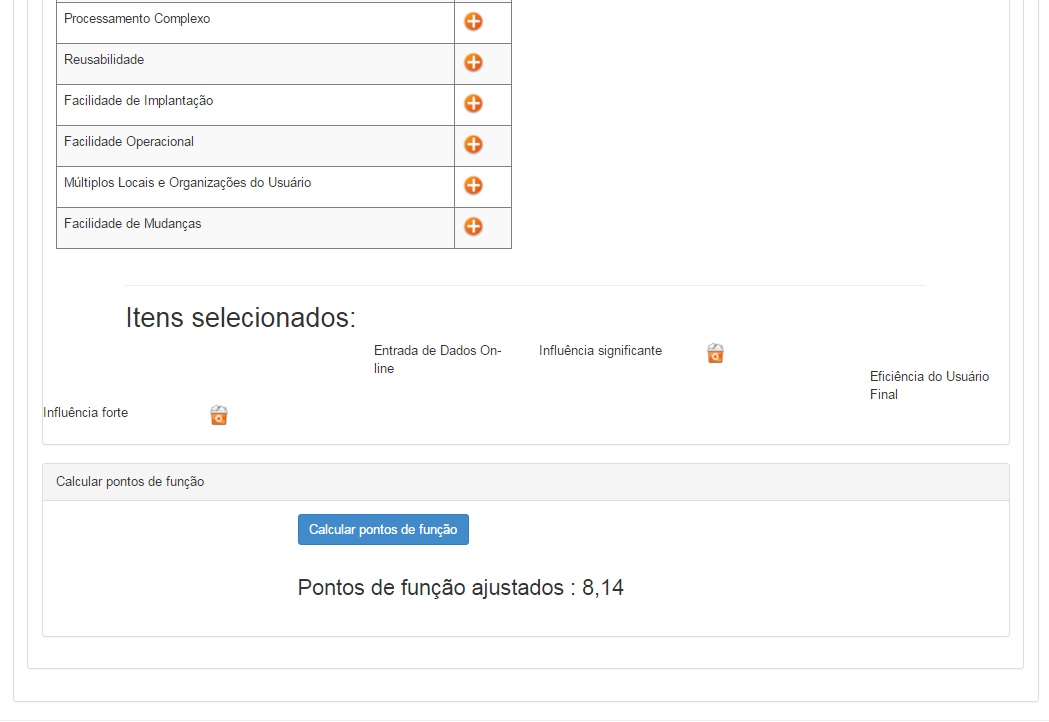 Processamento Complexo
Reusabilidade
Facilidade de Implantação
Facilidade Operacional
Múltiplos Locais e Organizações do Usuário
Facilidade de Mudanças
Itens selecionados:
Entrada de Dados On-
line
Influência significante
Eficiência do Usuário
Final
Influência forte
Calcular pontos de função
Calcular pontos de função
Pontos de função ajustados : 8,14